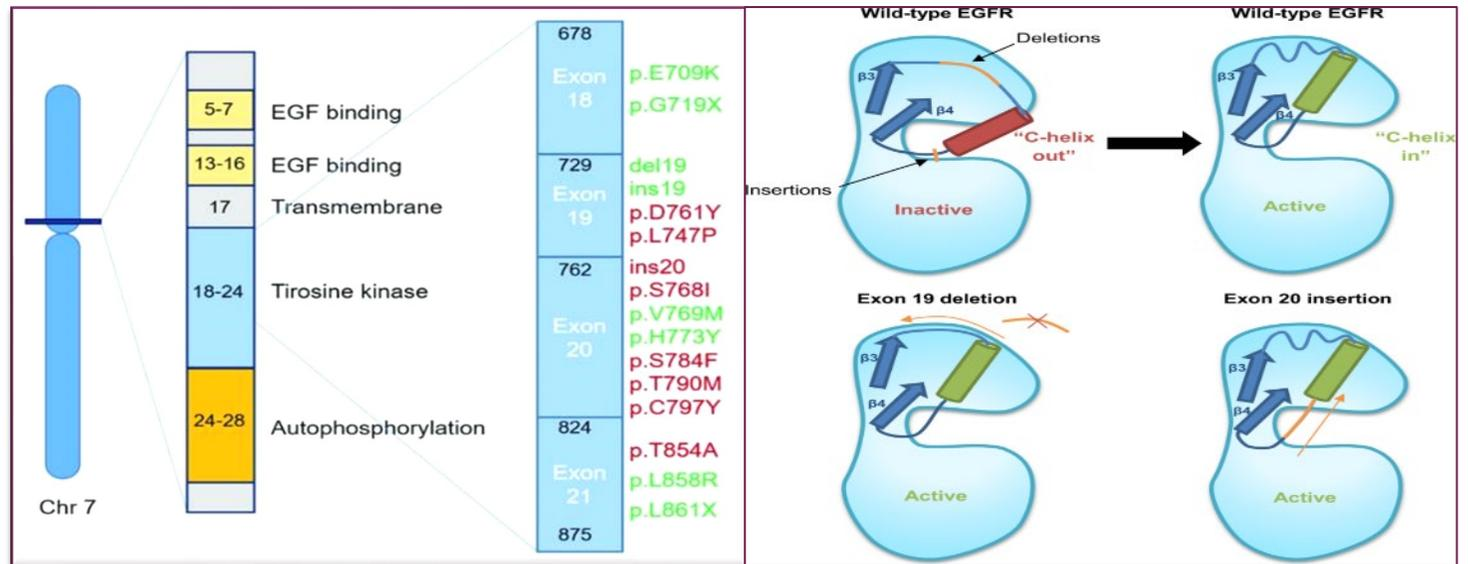 Chr 7
5-7
EGF binding
13-16
EGF binding
17
Transmembrane
18-24
Tirosine kinase
24-28
Autophosphorylation
678
Exon
18
p.E709K
p.G719X
729
Exon
19
del19
ins19
p.D761Y
p.L747P
762
Exon
20
ins20
p.S768I
p.V769M
p.H773Y
p.S784F
p.T790M
p.C797Y
824
Exon
21
875
p.T854A
p.L858R
p.L861X
Wild-type EGFR
Deletions
β3
β4
"C-helix
out"
Insertions
Inactive
Wild-type EGFR
β3
β4
"C-helix
in"
Active
Exon 19 deletion
β3
β4
Active
Exon 20 insertion
β3
β4
Active